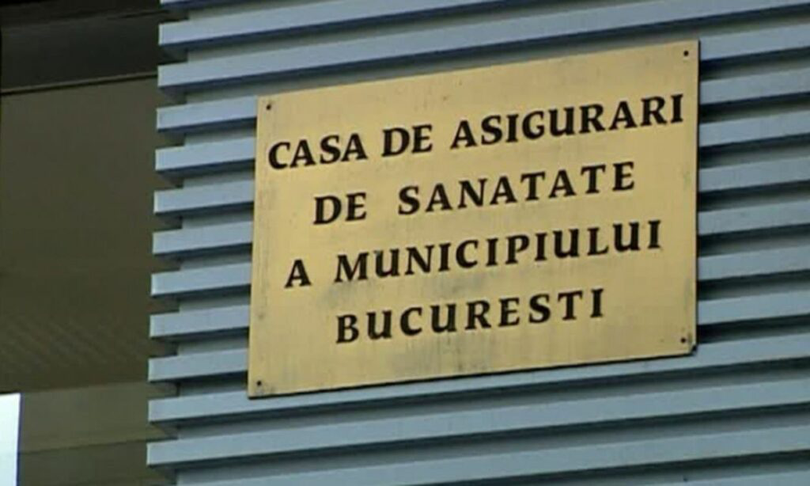 CASA DE ASIGURARI
DE SANATATE
A MUNICIPIULUI
BUCURESTI